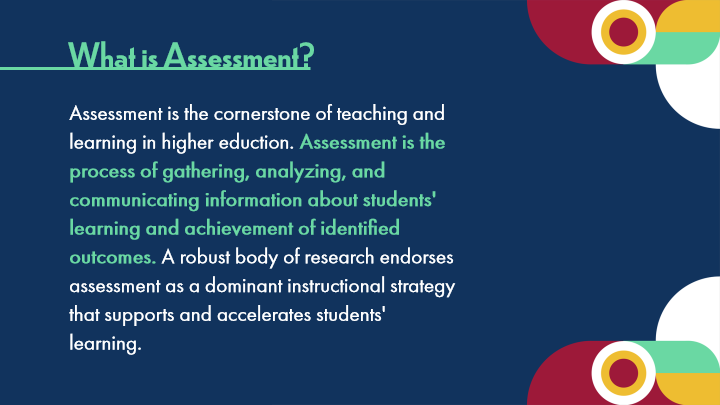 What is Assessment?
Assessment is the cornerstone of teaching and
learning in higher eduction. Assessment is the
process of gathering, analyzing, and
communicating information about students'
learning and achievement of identified
outcomes. A robust body of research endorses
assessment as a dominant instructional strategy
that supports and accelerates students'
learning.